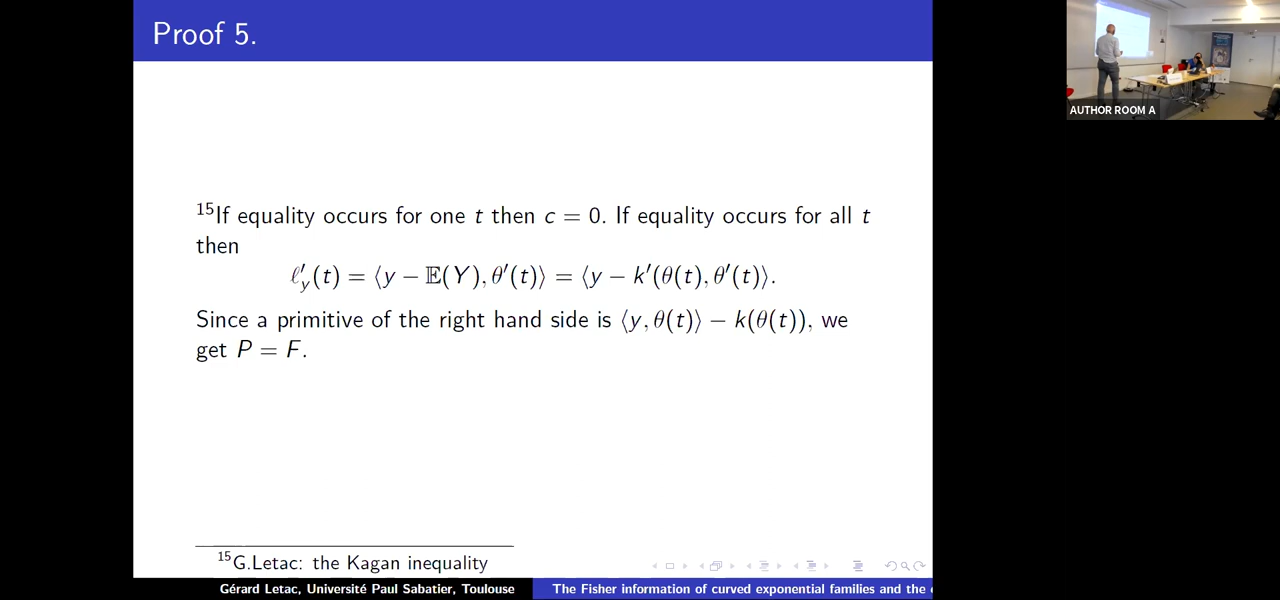 Proof 5.
AUTHOR ROOM A
¹⁵If equality occurs for one t then c = 0. If equality occurs for all t
then
ℓ′_y(t) = ⟨y − 𝔼(Y), θ′(t)⟩ = ⟨y − k′(θ(t), θ′(t)⟩.
Since a primitive of the right hand side is ⟨y, θ(t)⟩ − k(θ(t)), we
get P = F.
¹⁵G.Letac: the Kagan inequality
Gérard Letac, Université Paul Sabatier, Toulouse
The Fisher information of curved exponential families and the